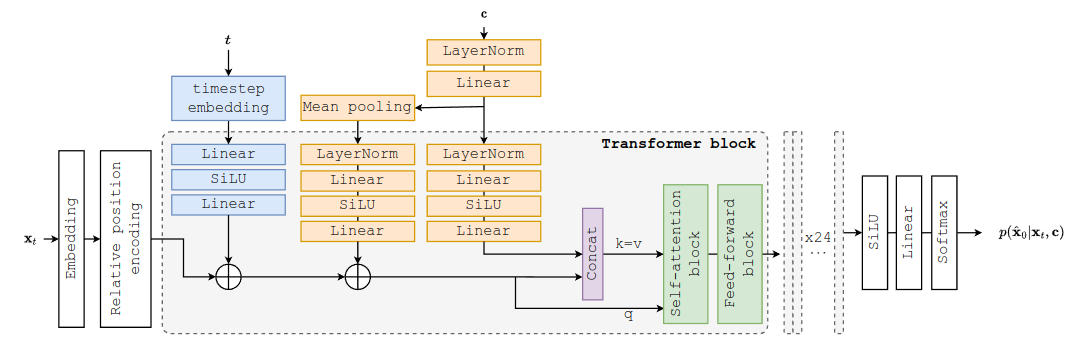 c
t
LayerNorm
Linear
timestep
embedding
Mean pooling
Transformer block
Linear
SiLU
Linear
LayerNorm
Linear
SiLU
Linear
LayerNorm
Linear
SiLU
Linear
x_t
Embedding
Relative position
encoding
Concat
k=v
q
Self-attention
block
Feed-forward
block
x24
...
SiLU
Linear
Softmax
p(x̂_0|x_t, c)